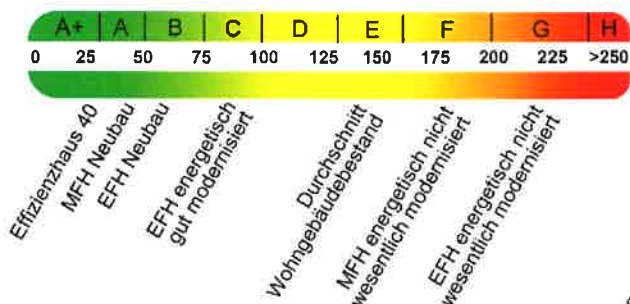 A+ A B C D E F G H
0 25 50 75 100 125 150 175 200 225 >250
Effizienzhaus 40
MFH Neubau
EFH Neubau
EFH energetisch
gut modernisiert
Durchschnitt
Wohngebäudebestand
MFH energetisch nicht
wesentlich modernisiert
EFH energetisch nicht
wesentlich modernisiert